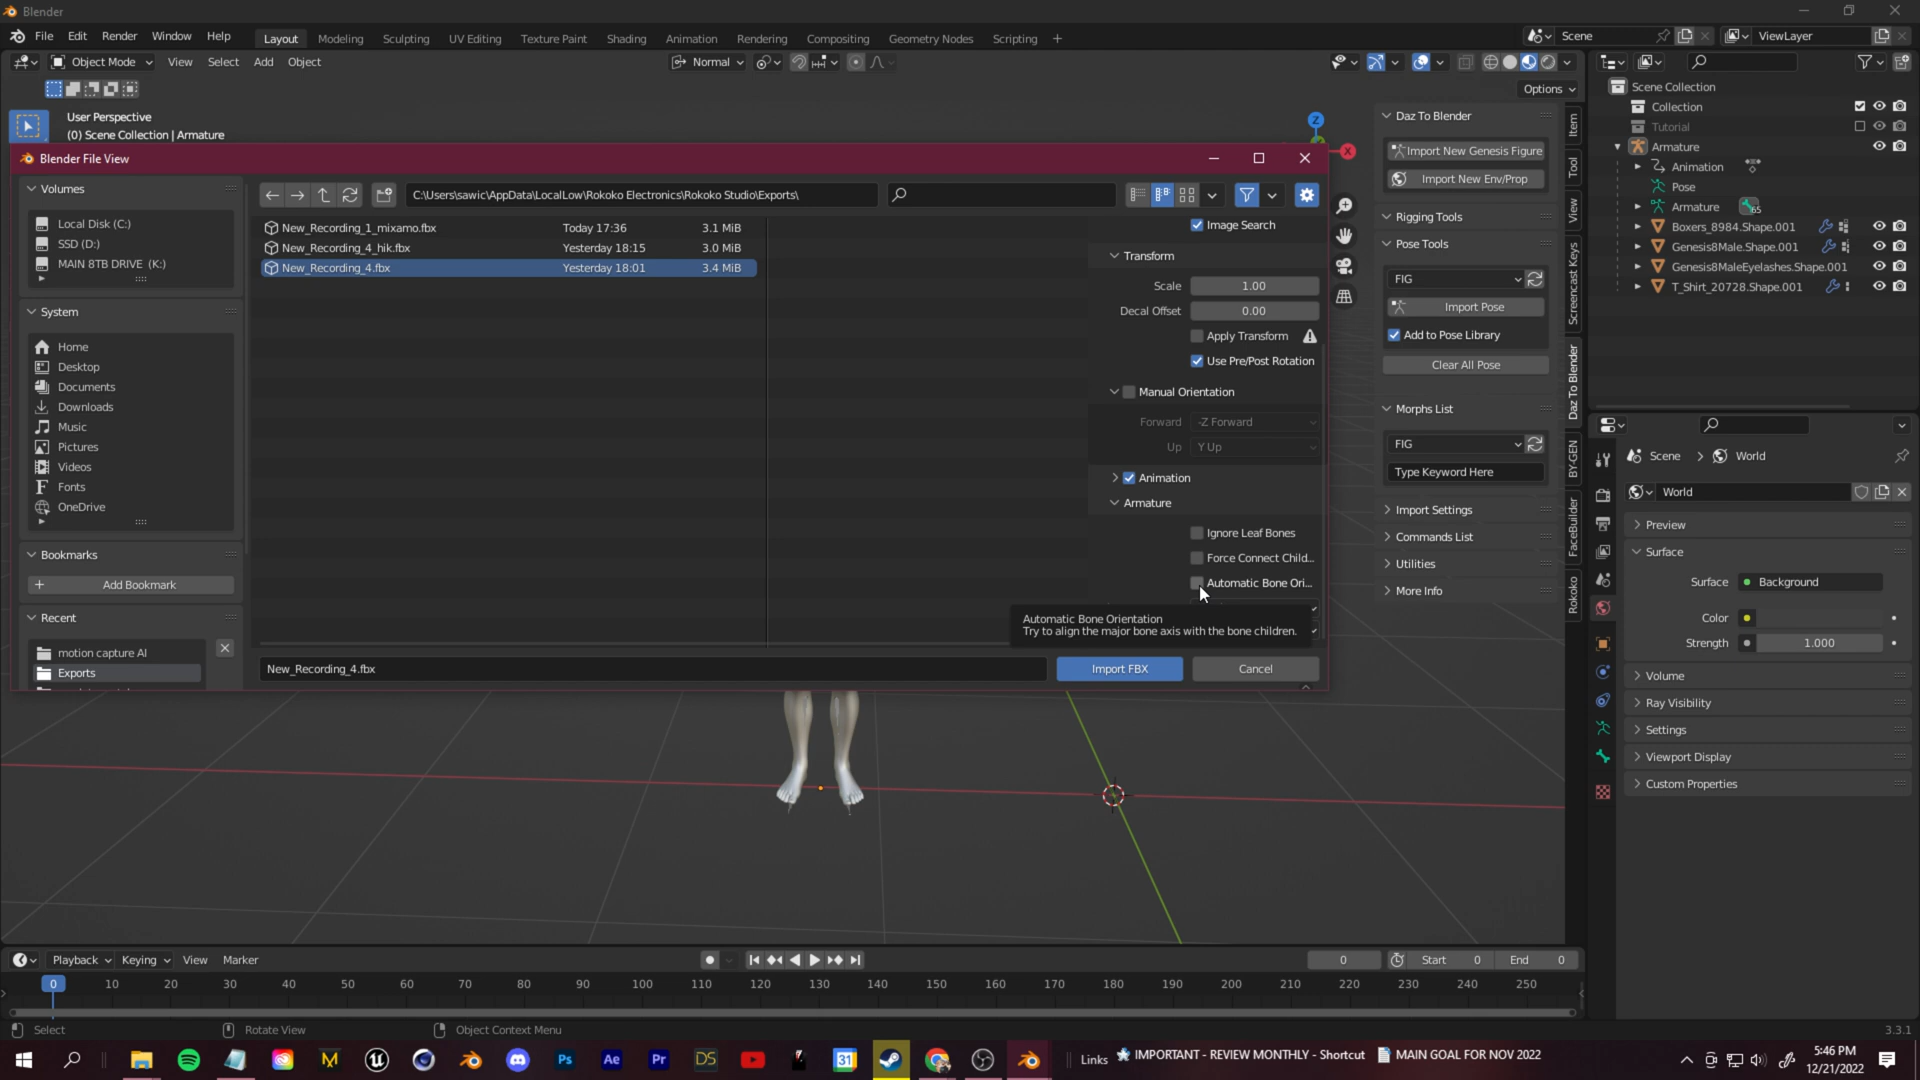 Blender
File Edit Render Window Help Layout Modeling Sculpting UV Editing Texture Paint Shading Animation Rendering Compositing Geometry Nodes Scripting + Scene ViewLayer
Object Mode View Select Add Object Normal
Options
User Perspective
(0) Scene Collection | Armature
Z
X
Blender File View
Volumes
Local Disk (C:)
SSD (D:)
MAIN 8TB DRIVE (K:)
System
Home
Desktop
Documents
Downloads
Music
Pictures
Videos
Fonts
OneDrive
Bookmarks
Add Bookmark
Recent
motion capture AI
Exports
C:\Users\sawic\AppData\LocalLow\Rokoko Electronics\Rokoko Studio\Exports\
New_Recording_1_mixamo.fbx Today 17:36 3.1 MiB
New_Recording_4_hik.fbx Yesterday 18:15 3.0 MiB
New_Recording_4.fbx Yesterday 18:01 3.4 MiB
Image Search
Transform
Scale 1.00
Decal Offset 0.00
Apply Transform
Use Pre/Post Rotation
Manual Orientation
Forward -Z Forward
Up Y Up
Animation
Armature
Ignore Leaf Bones
Force Connect Child...
Automatic Bone Ori...
Automatic Bone Orientation
Try to align the major bone axis with the bone children.
New_Recording_4.fbx Import FBX Cancel
Daz To Blender
Import New Genesis Figure
Import New Env/Prop
Rigging Tools
Pose Tools
FIG
Import Pose
Add to Pose Library
Clear All Pose
Morphs List
FIG
Type Keyword Here
Import Settings
Commands List
Utilities
More Info
Item
Tool
View
Screencast Keys
Daz To Blender
BY-GEN
FaceBuilder
Rokoko
Scene Collection
Collection
Tutorial
Armature
Animation
Pose
Armature 65
Boxers_8984.Shape.001
Genesis8Male.Shape.001
Genesis8MaleEyelashes.Shape.001
T_Shirt_20728.Shape.001
Scene > World
World
Preview
Surface
Surface Background
Color
Strength 1.000
Volume
Ray Visibility
Settings
Viewport Display
Custom Properties
Playback Keying View Marker 0 Start 0 End 0
0 10 20 30 40 50 60 70 80 90 100 110 120 130 140 150 160 170 180 190 200 210 220 230 240 250
Select Rotate View Object Context Menu 3.3.1
Ps Ae Pr DS 31 Links IMPORTANT - REVIEW MONTHLY - Shortcut MAIN GOAL FOR NOV 2022 5:46 PM
12/21/2022